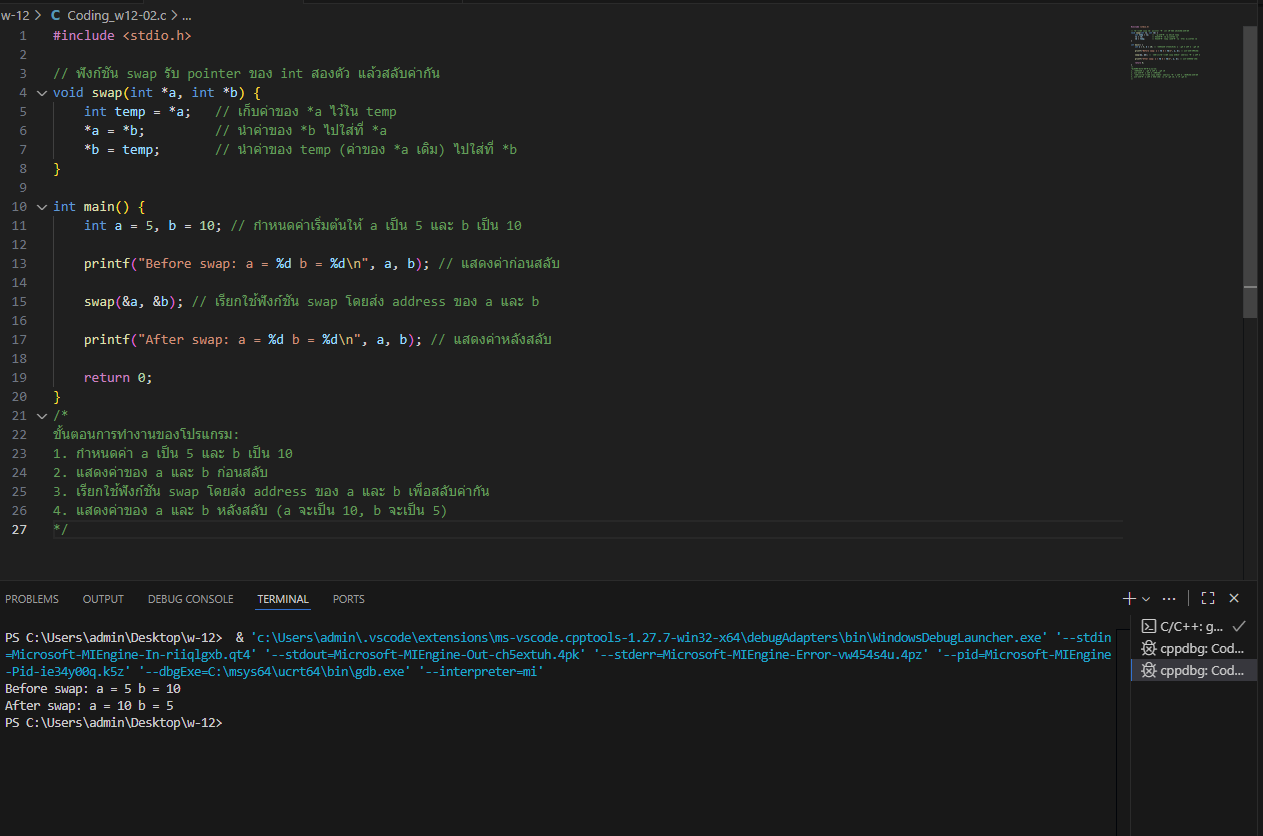 w-12 > C Coding_w12-02.c > ...
1 #include <stdio.h>
2
3 // ฟังก์ชัน swap รับ pointer ของ int สองตัว แล้วสลับค่ากัน
4 void swap(int *a, int *b) {
5 int temp = *a; // เก็บค่าของ *a ไว้ใน temp
6 *a = *b; // นำค่าของ *b ไปใส่ที่ *a
7 *b = temp; // นำค่าของ temp (ค่าของ *a เดิม) ไปใส่ที่ *b
8 }
9
10 int main() {
11 int a = 5, b = 10; // กำหนดค่าเริ่มต้นให้ a เป็น 5 และ b เป็น 10
12
13 printf("Before swap: a = %d b = %d\n", a, b); // แสดงค่าก่อนสลับ
14
15 swap(&a, &b); // เรียกใช้ฟังก์ชัน swap โดยส่ง address ของ a และ b
16
17 printf("After swap: a = %d b = %d\n", a, b); // แสดงค่าหลังสลับ
18
19 return 0;
20 }
21 /*
22 ขั้นตอนการทำงานของโปรแกรม:
23 1. กำหนดค่า a เป็น 5 และ b เป็น 10
24 2. แสดงค่าของ a และ b ก่อนสลับ
25 3. เรียกใช้ฟังก์ชัน swap โดยส่ง address ของ a และ b เพื่อสลับค่ากัน
26 4. แสดงค่าของ a และ b หลังสลับ (a จะเป็น 10, b จะเป็น 5)
27 */
PROBLEMS OUTPUT DEBUG CONSOLE TERMINAL PORTS
PS C:\Users\admin\Desktop\w-12> & 'c:\Users\admin\.vscode\extensions\ms-vscode.cpptools-1.27.7-win32-x64\debugAdapters\bin\WindowsDebugLauncher.exe' '--stdin
=Microsoft-MIEngine-In-riiqlgxb.qt4' '--stdout=Microsoft-MIEngine-Out-ch5extuh.4pk' '--stderr=Microsoft-MIEngine-Error-vw454s4u.4pz' '--pid=Microsoft-MIEngine
-Pid-ie34y00q.k5z' '--dbgExe=C:\msys64\ucrt64\bin\gdb.exe' '--interpreter=mi'
Before swap: a = 5 b = 10
After swap: a = 10 b = 5
PS C:\Users\admin\Desktop\w-12>
C/C++: g...
cppdbg: Cod...
cppdbg: Cod...